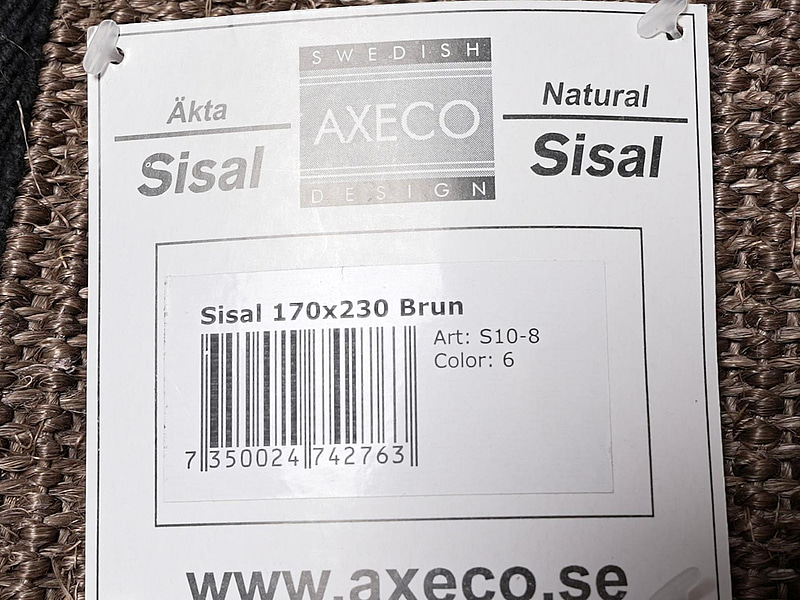 SWEDISH
AXECO
DESIGN
Äkta
Sisal
Natural
Sisal
Sisal 170x230 Brun
Art: S10-8
Color: 6
7 350024 742763
www.axeco.se